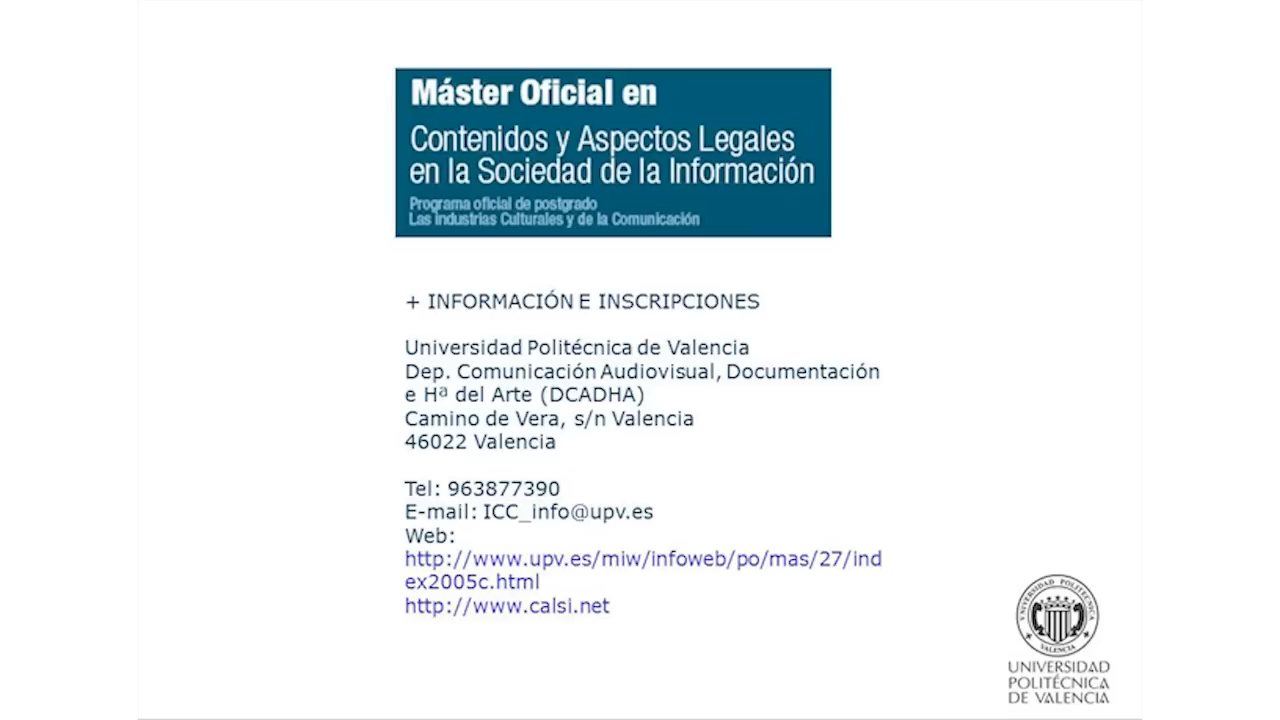 Máster Oficial en
Contenidos y Aspectos Legales
en la Sociedad de la Información
Programa oficial de postgrado
Las Industrias Culturales y de la Comunicación
+ INFORMACIÓN E INSCRIPCIONES
Universidad Politécnica de Valencia
Dep. Comunicación Audiovisual, Documentación
e Hª del Arte (DCADHA)
Camino de Vera, s/n Valencia
46022 Valencia
Tel: 963877390
E-mail: ICC_info@upv.es
Web:
http://www.upv.es/miw/infoweb/po/mas/27/ind
ex2005c.html
http://www.calsi.net
UNIVERSIDAD POLITECNICA
VALENCIA
UNIVERSIDAD
POLITÉCNICA
DE VALENCIA